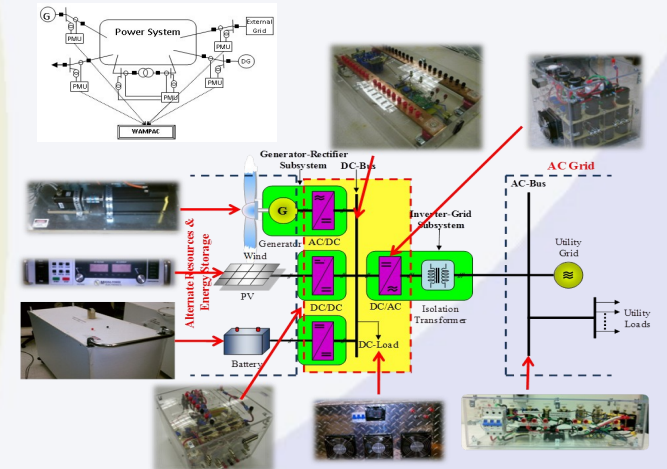 Power System
G
External
Grid
PMU
PMU
DG
PMU
PMU
PMU
WAMPAC
Generator-Rectifier
Subsystem
DC-Bus
AC Grid
AC-Bus
G
Generator
AC/DC
Wind
Inverter-Grid
Subsystem
Alternate Resources &
Energy Storage
PV
DC/DC
DC/AC
Isolation
Transformer
Utility
Grid
Utility
Loads
DC-Load
Battery